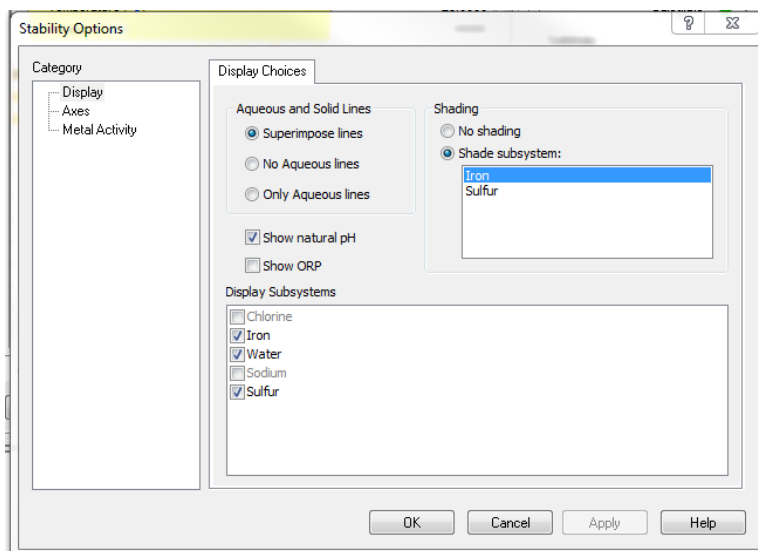 Stability Options
Category
Display
Axes
Metal Activity
Display Choices
Aqueous and Solid Lines
Superimpose lines
No Aqueous lines
Only Aqueous lines
Show natural pH
Show ORP
Shading
No shading
Shade subsystem:
Iron
Sulfur
Display Subsystems
Chlorine
Iron
Water
Sodium
Sulfur
OK
Cancel
Apply
Help